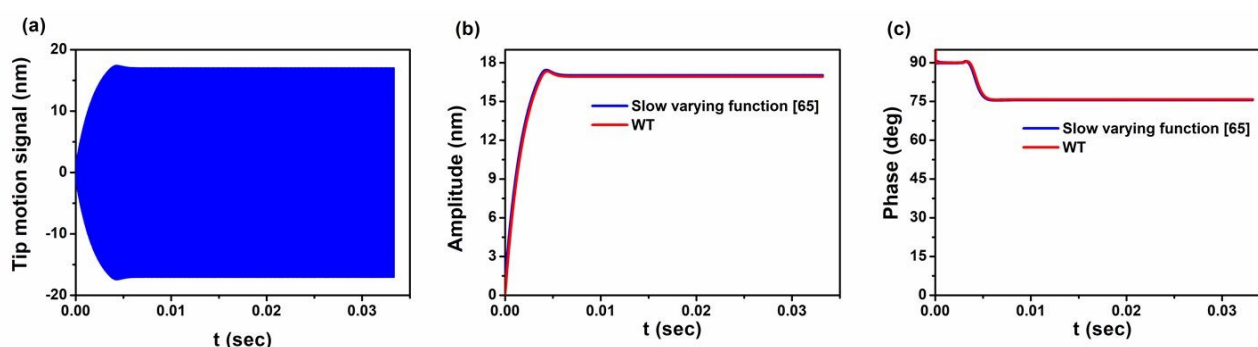 (a)
Tip motion signal (nm)
20
10
0
-10
-20
0.00
0.01
0.02
0.03
t (sec)
(b)
Amplitude (nm)
18
15
12
9
6
3
0
Slow varying function [65]
WT
0.00
0.01
0.02
0.03
t (sec)
(c)
Phase (deg)
90
75
60
45
30
15
0
Slow varying function [65]
WT
0.00
0.01
0.02
0.03
t (sec)